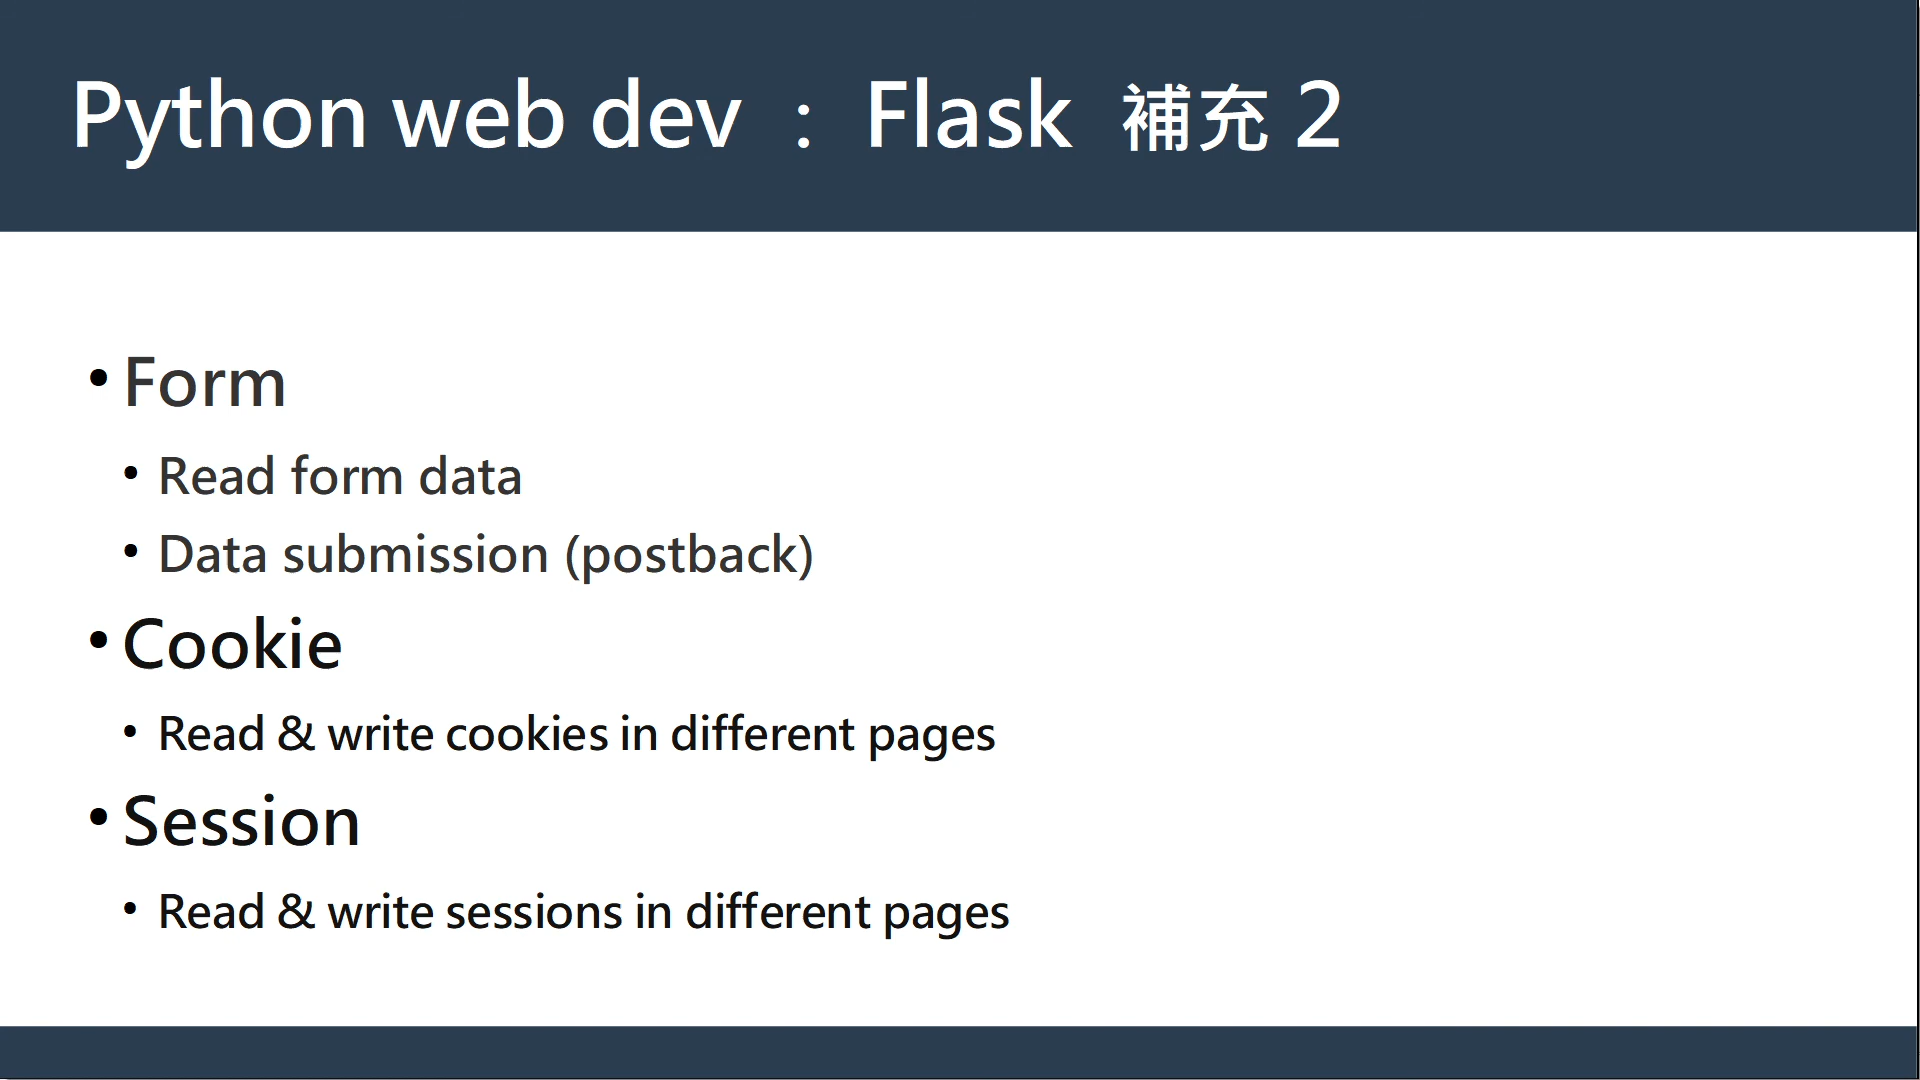 Python web dev ： Flask 補充 2
• Form
• Read form data
• Data submission (postback)
• Cookie
• Read & write cookies in different pages
• Session
• Read & write sessions in different pages